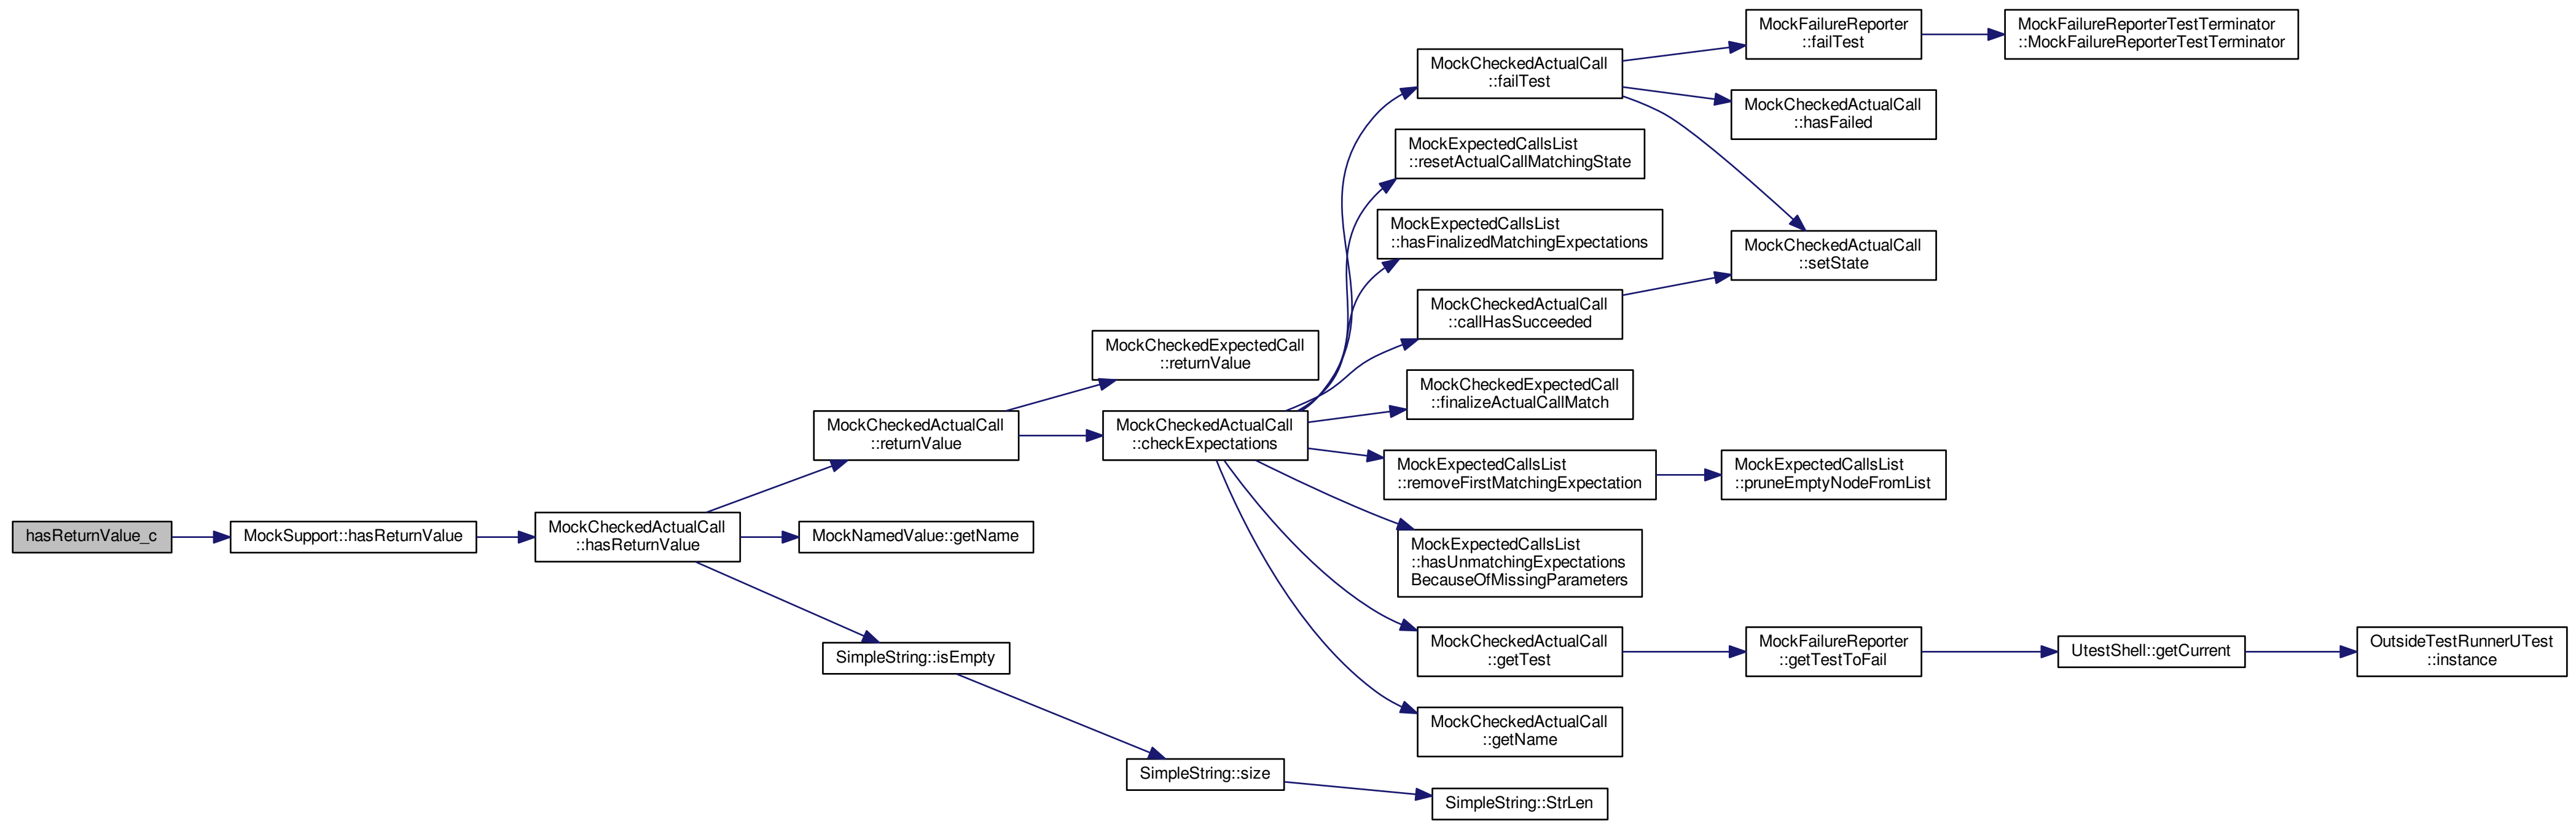 hasReturnValue_c
MockSupport::hasReturnValue
MockCheckedActualCall
::hasReturnValue
MockCheckedActualCall
::returnValue
MockNamedValue::getName
SimpleString::isEmpty
MockCheckedExpectedCall
::returnValue
MockCheckedActualCall
::checkExpectations
SimpleString::size
MockCheckedActualCall
::failTest
MockExpectedCallsList
::resetActualCallMatchingState
MockExpectedCallsList
::hasFinalizedMatchingExpectations
MockCheckedActualCall
::callHasSucceeded
MockCheckedExpectedCall
::finalizeActualCallMatch
MockExpectedCallsList
::removeFirstMatchingExpectation
MockExpectedCallsList
::hasUnmatchingExpectations
BecauseOfMissingParameters
MockCheckedActualCall
::getTest
MockCheckedActualCall
::getName
SimpleString::StrLen
MockFailureReporter
::failTest
MockCheckedActualCall
::hasFailed
MockCheckedActualCall
::setState
MockExpectedCallsList
::pruneEmptyNodeFromList
MockFailureReporter
::getTestToFail
MockFailureReporterTestTerminator
::MockFailureReporterTestTerminator
UtestShell::getCurrent
OutsideTestRunnerUTest
::instance